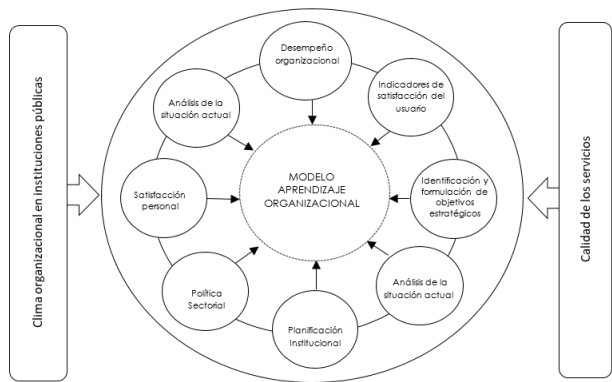 Clima organizacional en instituciones públicas
Desempeño
organizacional
Indicadores de
satisfacción del
usuario
Identificación y
formulación de
objetivos
estratégicos
Análisis de la
situación actual
Planificación
Institucional
Política
Sectorial
Satisfacción
personal
Análisis de la
situación actual
MODELO
APRENDIZAJE
ORGANIZACIONAL
Calidad de los servicios